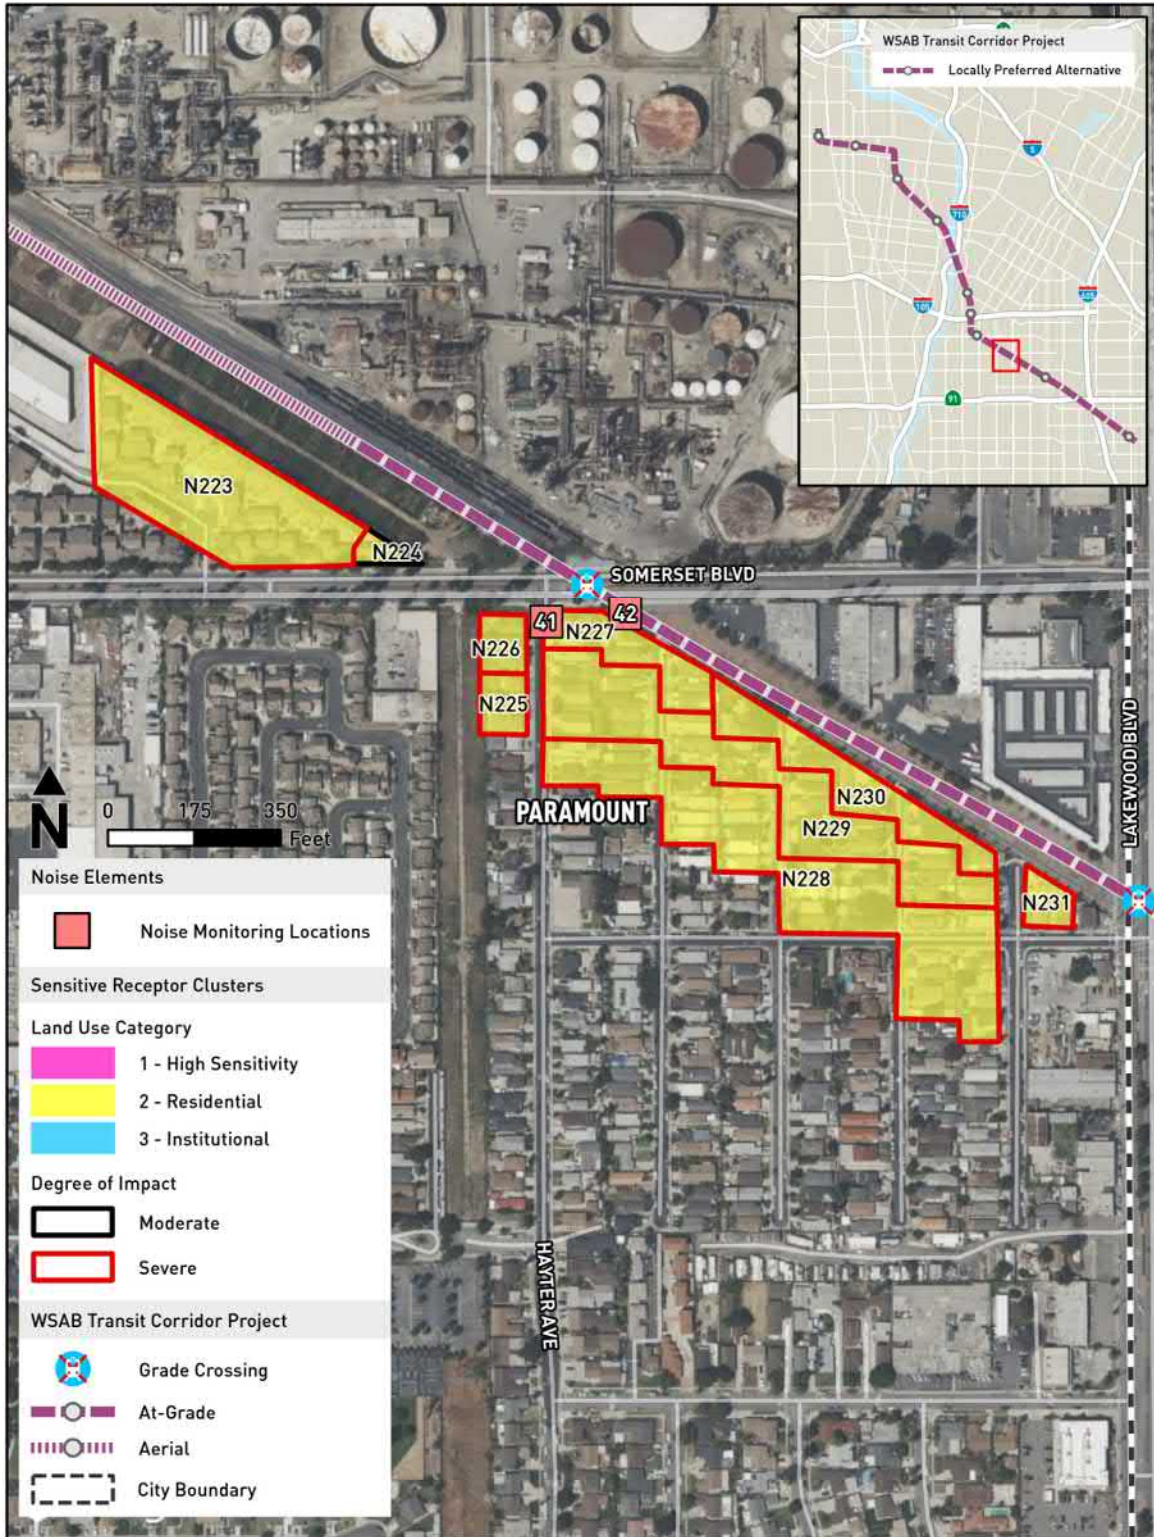 WSAB Transit Corridor Project
Locally Preferred Alternative
5
710
105
605
91
N223
N224
SOMERSET BLVD
41
42
N227
N226
N225
LAKEWOOD BLVD
N
0 175 350
Feet
PARAMOUNT
N230
N229
N228
N231
Noise Elements
Noise Monitoring Locations
Sensitive Receptor Clusters
Land Use Category
1 - High Sensitivity
2 - Residential
3 - Institutional
Degree of Impact
Moderate
Severe
HAYTER AVE
WSAB Transit Corridor Project
Grade Crossing
At-Grade
Aerial
City Boundary